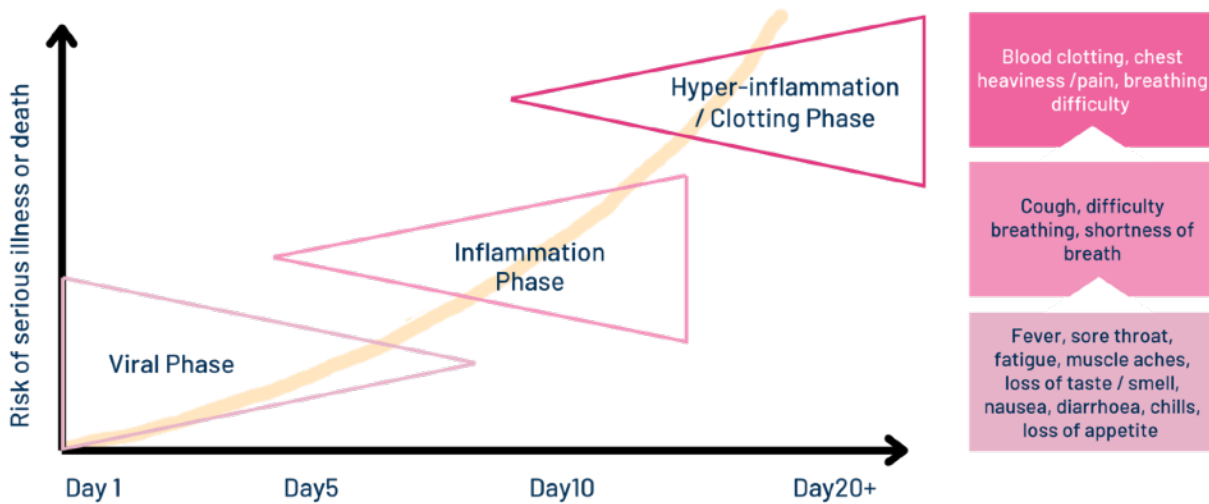 Risk of serious illness or death
Viral Phase
Inflammation
Phase
Hyper-inflammation
/ Clotting Phase
Day 1
Day5
Day10
Day20+
Blood clotting, chest
heaviness /pain, breathing
difficulty
Cough, difficulty
breathing, shortness of
breath
Fever, sore throat,
fatigue, muscle aches,
loss of taste / smell,
nausea, diarrhoea, chills,
loss of appetite